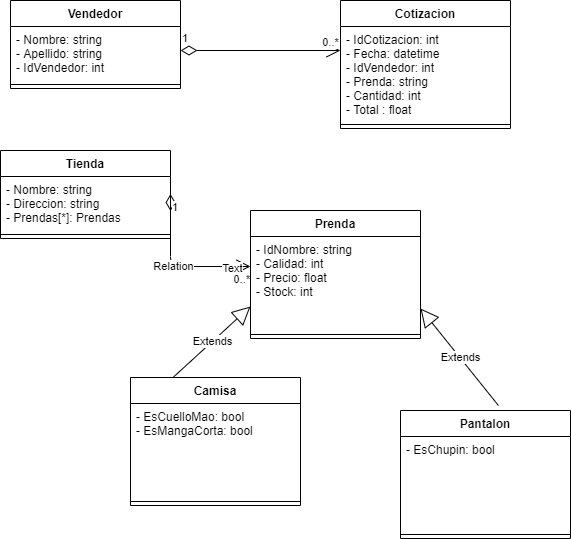 Vendedor
- Nombre: string
- Apellido: string
- IdVendedor: int
1
0..*
Cotizacion
- IdCotizacion: int
- Fecha: datetime
- IdVendedor: int
- Prenda: string
- Cantidad: int
- Total : float
Tienda
- Nombre: string
- Direccion: string
- Prendas[*]: Prendas
1
Relation
Text
0..*
Prenda
- IdNombre: string
- Calidad: int
- Precio: float
- Stock: int
Extends
Extends
Camisa
- EsCuelloMao: bool
- EsMangaCorta: bool
Pantalon
- EsChupin: bool